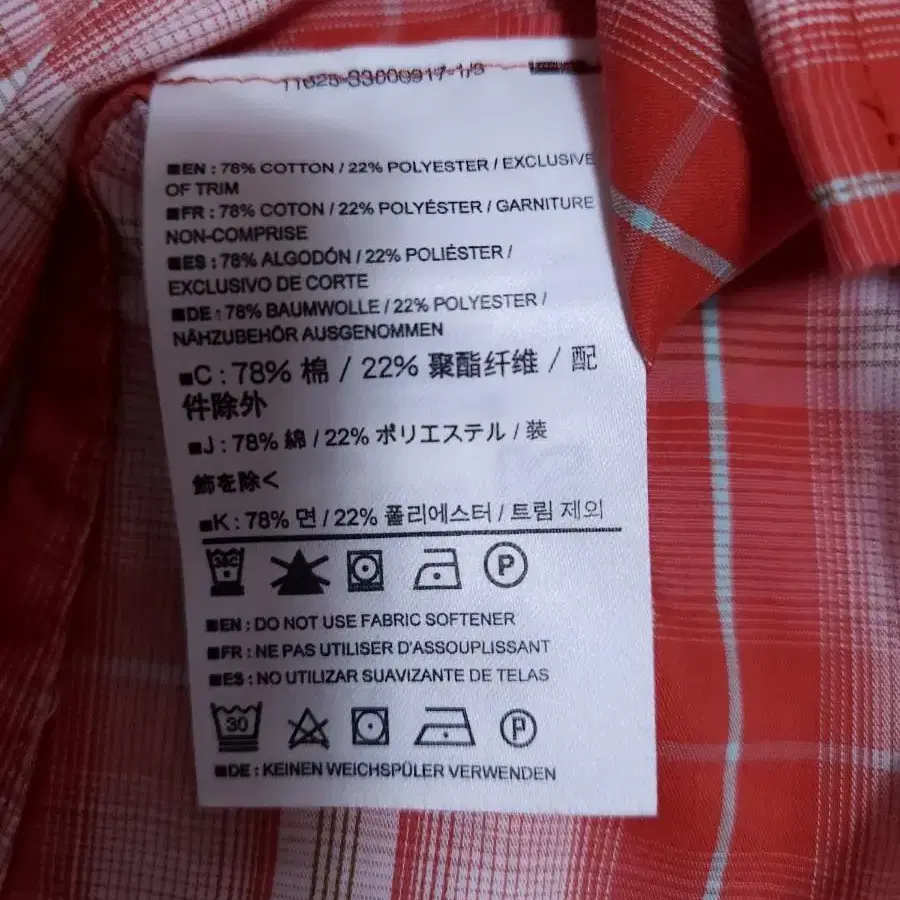 ■EN : 78% COTTON / 22% POLYESTER / EXCLUSIVE
OF TRIM
■FR : 78% COTON / 22% POLYÉSTER / GARNITURE
NON-COMPRISE
■ES : 78% ALGODÓN / 22% POLIÉSTER /
EXCLUSIVO DE CORTE
■DE : 78% BAUMWOLLE / 22% POLYESTER /
NÄHZUBEHÖR AUSGENOMMEN
■C : 78% 棉 / 22% 聚酯纤维 / 配
件除外
■J : 78% 綿 / 22% ポリエステル / 装
飾を除く
■K : 78% 면 / 22% 폴리에스터 / 트림 제외
30C P
■EN : DO NOT USE FABRIC SOFTENER
■FR : NE PAS UTILISER D'ASSOUPLISSANT
■ES : NO UTILIZAR SUAVIZANTE DE TELAS
30 P
■DE : KEINEN WEICHSPÜLER VERWENDEN